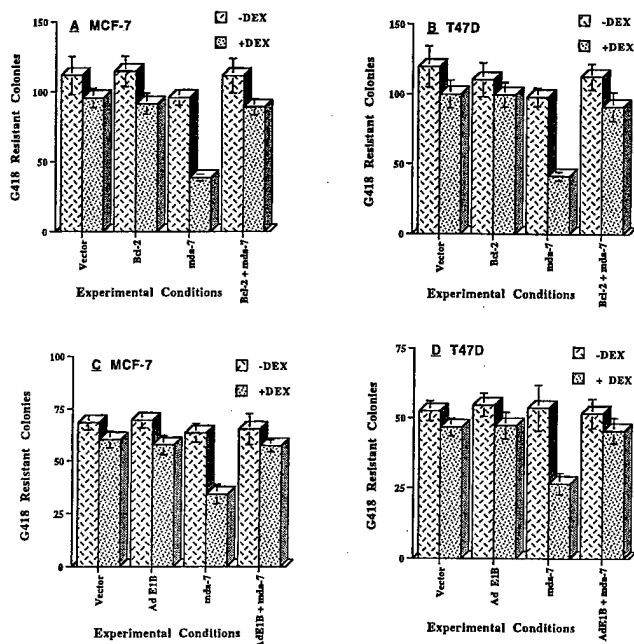 A MCF-7
-DEX
+DEX
150
100
50
0
G418 Resistant Colonies
Vector
Bcl-2
mda-7
Bcl-2 + mda-7
Experimental Conditions
B T47D
-DEX
+DEX
150
100
50
0
G418 Resistant Colonies
Vector
Bcl-2
mda-7
Bcl-2 + mda-7
Experimental Conditions
C MCF-7
-DEX
+DEX
100
75
50
25
0
G418 Resistant Colonies
Vector
Ad E1B
mda-7
AdE1B + mda-7
Experimental Conditions
D T47D
-DEX
+ DEX
75
50
25
0
G418 Resistant Colonies
Vector
Ad E1B
mda-7
AdE1B + mda-7
Experimental Conditions